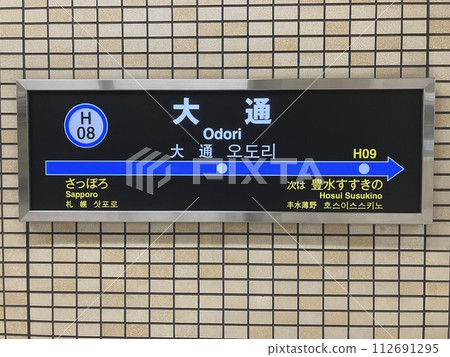 H
08
大通
Odori
大 通 오도리
H09
さっぽろ
Sapporo
札 幌 삿포로
次は 豊水すすきの
Hosui Susukino
丰水薄野 호스이스스키노
PIXTA
pixta.jp - 112691295